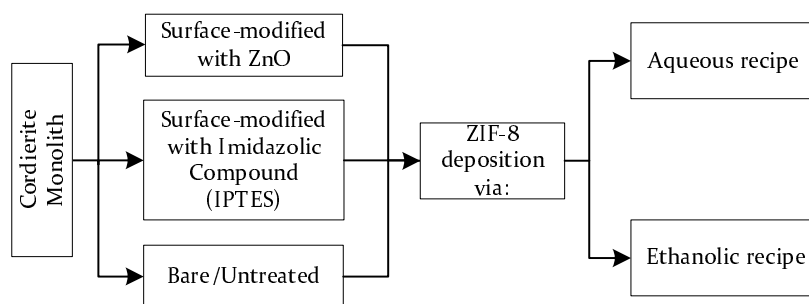 Cordierite
Monolith
Surface-modified
with ZnO
Surface-modified
with Imidazolic
Compound
(IPTES)
Bare/Untreated
ZIF-8
deposition
via:
Aqueous recipe
Ethanolic recipe